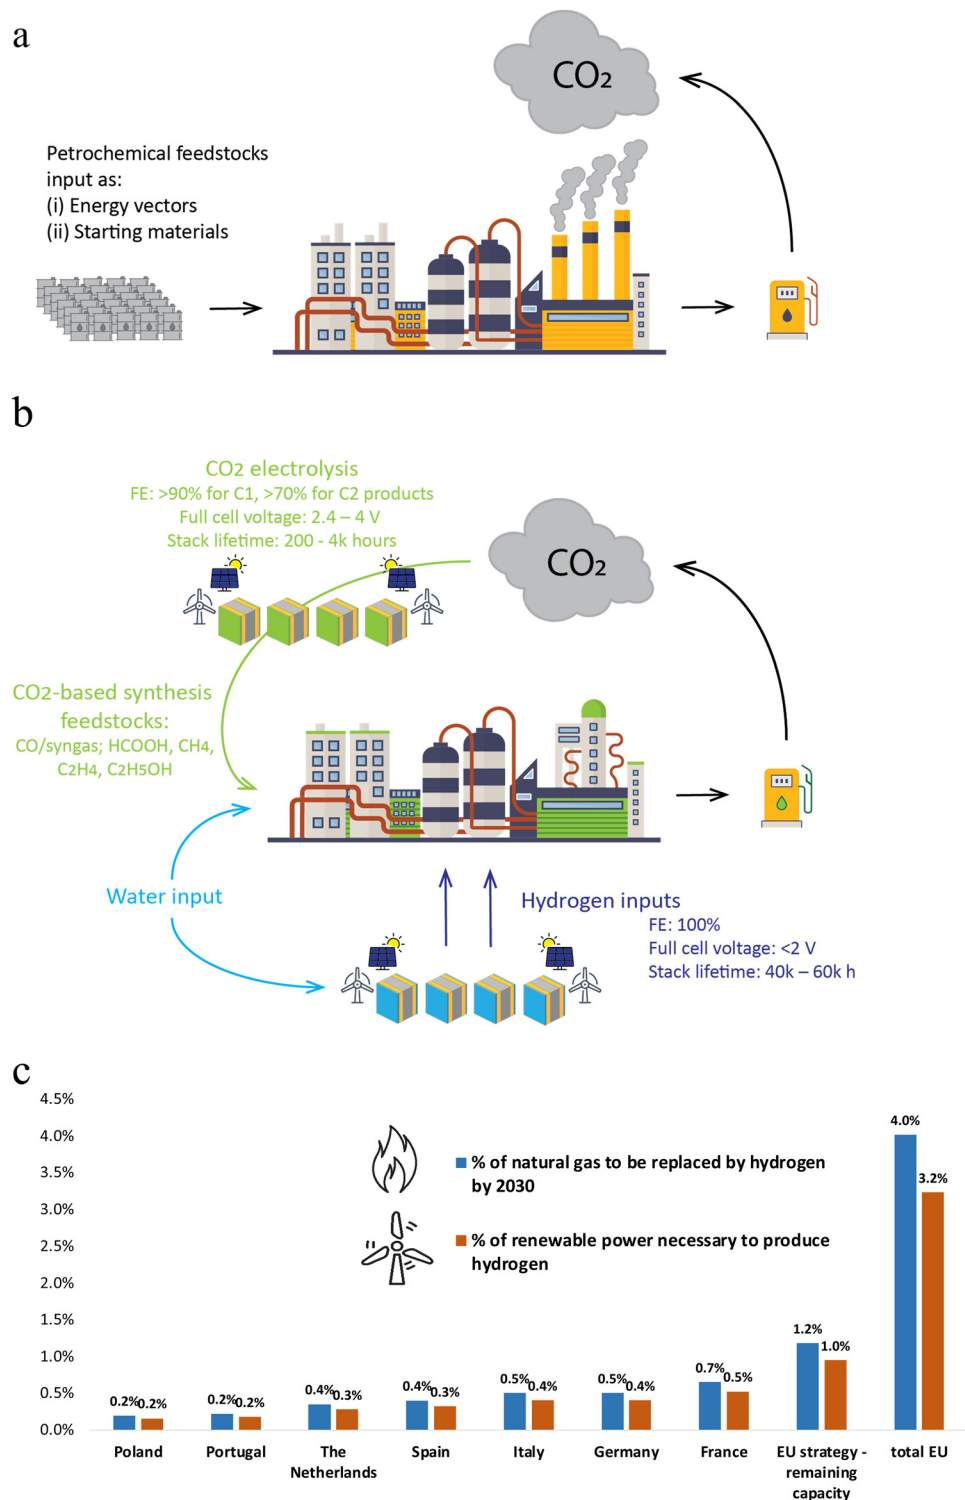 a
CO2
Petrochemical feedstocks
input as:
(i) Energy vectors
(ii) Starting materials
b
CO2 electrolysis
FE: >90% for C1, >70% for C2 products
Full cell voltage: 2.4 – 4 V
Stack lifetime: 200 - 4k hours
CO2
CO2-based synthesis
feedstocks:
CO/syngas; HCOOH, CH4,
C2H4, C2H5OH
Water input
Hydrogen inputs
FE: 100%
Full cell voltage: <2 V
Stack lifetime: 40k – 60k h
c
4.5%
4.0%
3.5%
3.0%
2.5%
2.0%
1.5%
1.0%
0.5%
0.0%
% of natural gas to be replaced by hydrogen
by 2030
% of renewable power necessary to produce
hydrogen
0.2% 0.2%
0.2% 0.2%
0.4% 0.3%
0.4% 0.3%
0.5% 0.4%
0.5% 0.4%
0.7% 0.5%
1.2% 1.0%
4.0% 3.2%
Poland
Portugal
The
Netherlands
Spain
Italy
Germany
France
EU strategy -
remaining
capacity
total EU